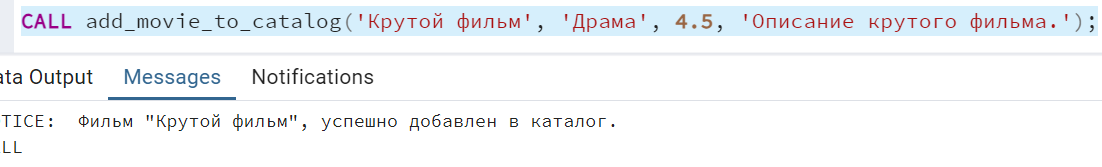 CALL add_movie_to_catalog('Крутой фильм', 'Драма', 4.5, 'Описание крутого фильма.');
ata Output Messages Notifications
TICE: Фильм "Крутой фильм", успешно добавлен в каталог.
LL